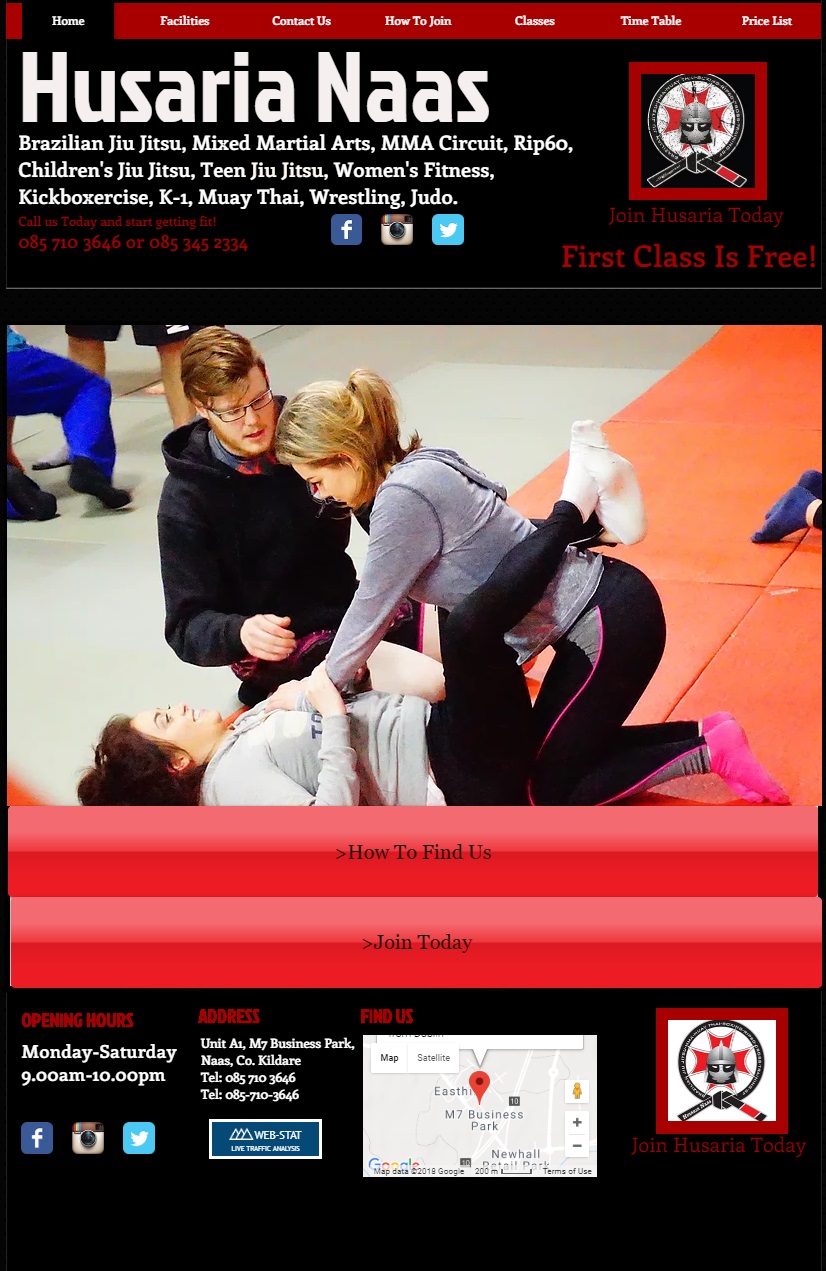 Home Facilities Contact Us How To Join Classes Time Table Price List
Husaria Naas
Brazilian Jiu Jitsu, Mixed Martial Arts, MMA Circuit, Rip60,
Children's Jiu Jitsu, Teen Jiu Jitsu, Women's Fitness,
Kickboxercise, K-1, Muay Thai, Wrestling, Judo.
Call us Today and start getting fit!
085 710 3646 or 085 345 2334
Join Husaria Today
First Class Is Free!
>How To Find Us
>Join Today
OPENING HOURS
Monday-Saturday
9.00am-10.00pm
ADDRESS
Unit A1, M7 Business Park,
Naas, Co. Kildare
Tel: 085 710 3646
Tel: 085-710-3646
WEB-STAT
LIVE TRAFFIC ANALYSIS
FIND US
Map Satellite
M7 Business
Park
Newhall
Retail Park
Google
Map data ©2018 Google 200 m Terms of Use
Join Husaria Today